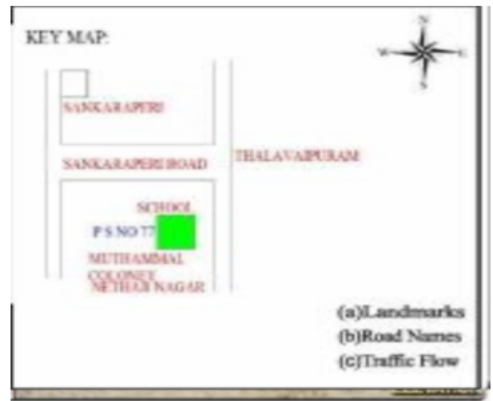 N
KEY MAP:
W E
S
SANKARAPERI
SANKARAPERI ROAD
THALAVAIPURAM
SCHOOL
P S NO 77
MUTHAMMAL
COLONEY
NETHAJI NAGAR
(a)Landmarks
(b)Road Names
(c)Traffic Flow